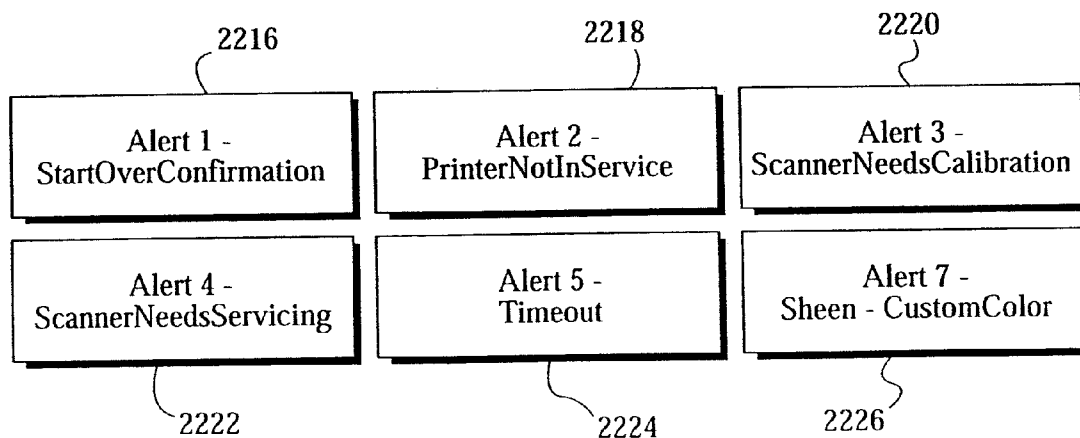 2216
2218
2220
Alert 1 -
StartOverConfirmation
Alert 2 -
PrinterNotInService
Alert 3 -
ScannerNeedsCalibration
Alert 4 -
ScannerNeedsServicing
Alert 5 -
Timeout
Alert 7 -
Sheen - CustomColor
2222
2224
2226